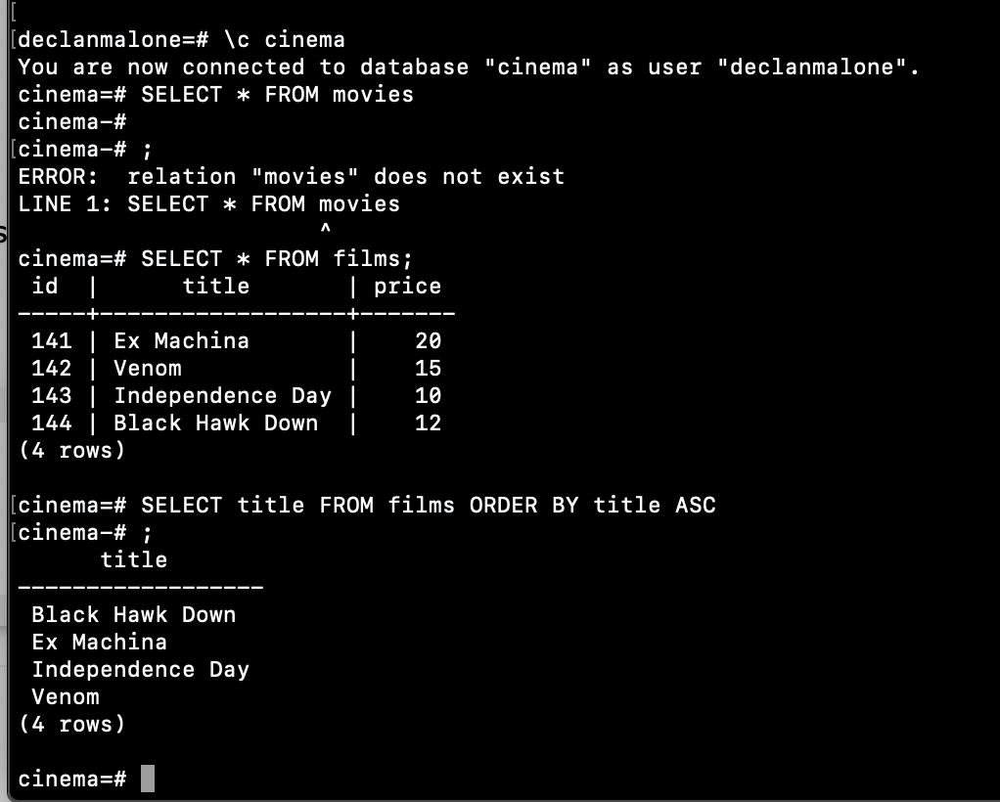 [
[declanmalone=# \c cinema
You are now connected to database "cinema" as user "declanmalone".
cinema=# SELECT * FROM movies
cinema-#
[cinema-# ;
ERROR:  relation "movies" does not exist
LINE 1: SELECT * FROM movies
                      ^
cinema=# SELECT * FROM films;
 id  |      title       | price
-----+------------------+-------
 141 | Ex Machina       |    20
 142 | Venom            |    15
 143 | Independence Day |    10
 144 | Black Hawk Down  |    12
(4 rows)

[cinema=# SELECT title FROM films ORDER BY title ASC
[cinema-# ;
      title
------------------
 Black Hawk Down
 Ex Machina
 Independence Day
 Venom
(4 rows)

cinema=#